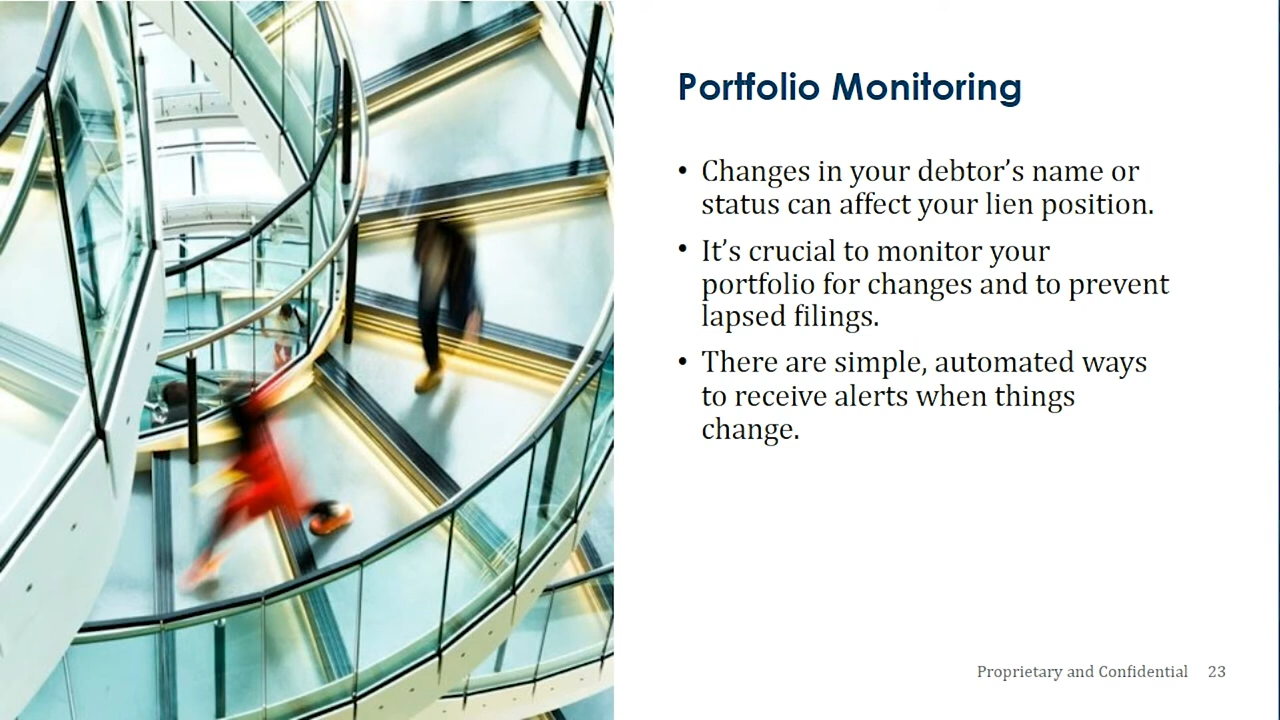 Portfolio Monitoring
• Changes in your debtor’s name or
status can affect your lien position.
• It’s crucial to monitor your
portfolio for changes and to prevent
lapsed filings.
• There are simple, automated ways
to receive alerts when things
change.
Proprietary and Confidential 23